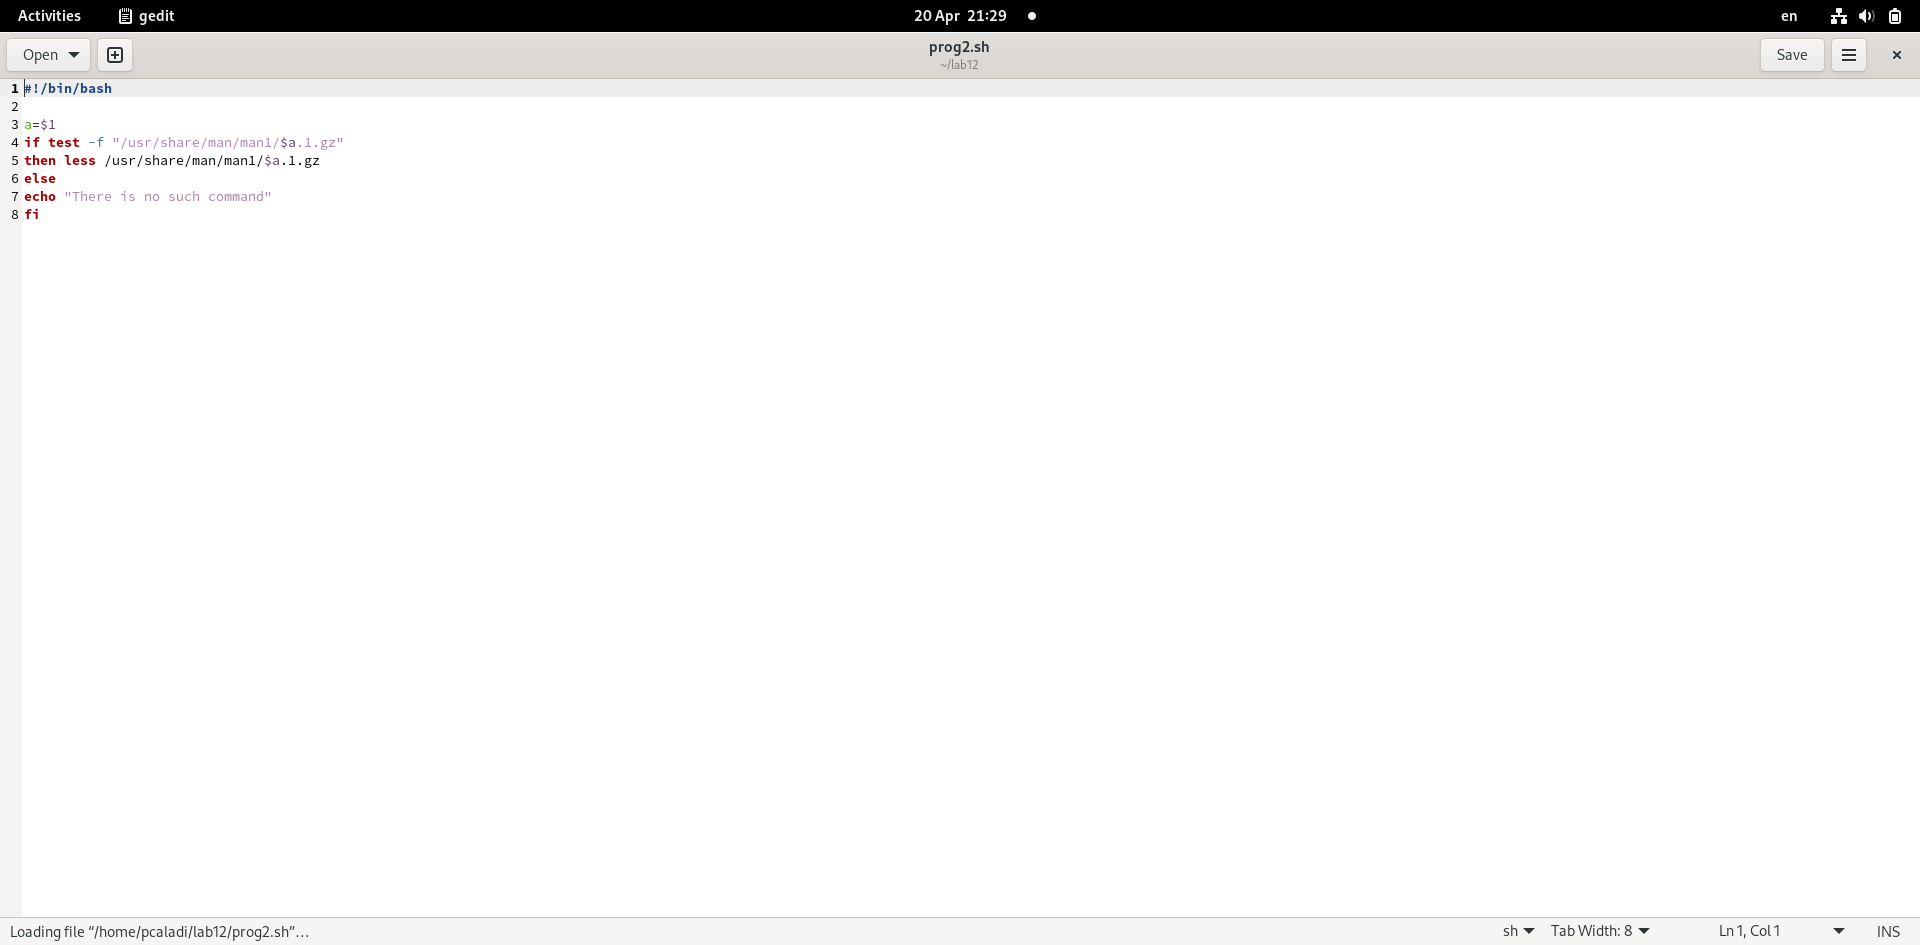 Activities gedit 20 Apr 21:29 en
Open prog2.sh Save
~/lab12
1 #!/bin/bash
2
3 a=$1
4 if test -f "/usr/share/man/man1/$a.1.gz"
5 then less /usr/share/man/man1/$a.1.gz
6 else
7 echo "There is no such command"
8 fi
Loading file “/home/pcaladi/lab12/prog2.sh”… sh Tab Width: 8 Ln 1, Col 1 INS